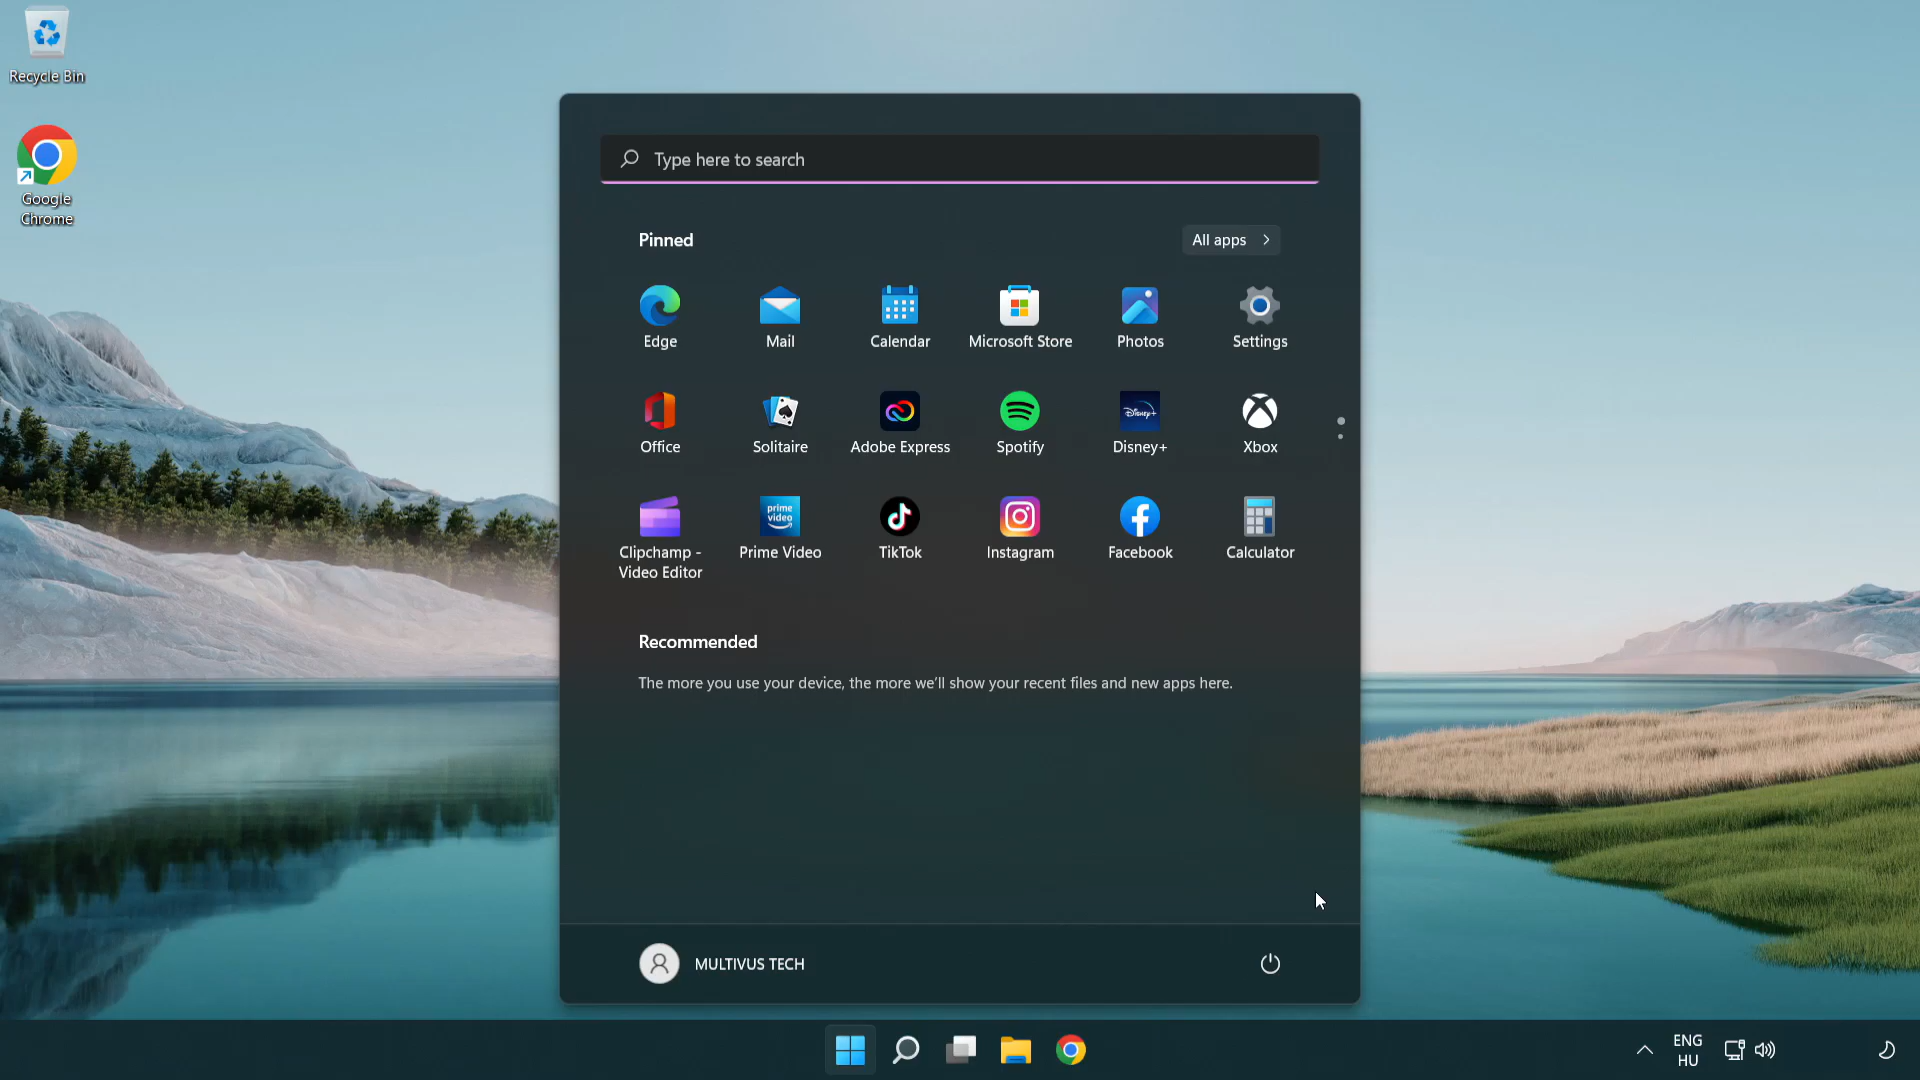 Recycle Bin
Google
Chrome
Type here to search
Pinned
All apps
Edge
Mail
Calendar
Microsoft Store
Photos
Settings
Office
Solitaire
Adobe Express
Spotify
Disney+
Disney+
Xbox
prime
video
Clipchamp -
Video Editor
Prime Video
TikTok
Instagram
Facebook
Calculator
Recommended
The more you use your device, the more we'll show your recent files and new apps here.
MULTIVUS TECH
ENG
HU